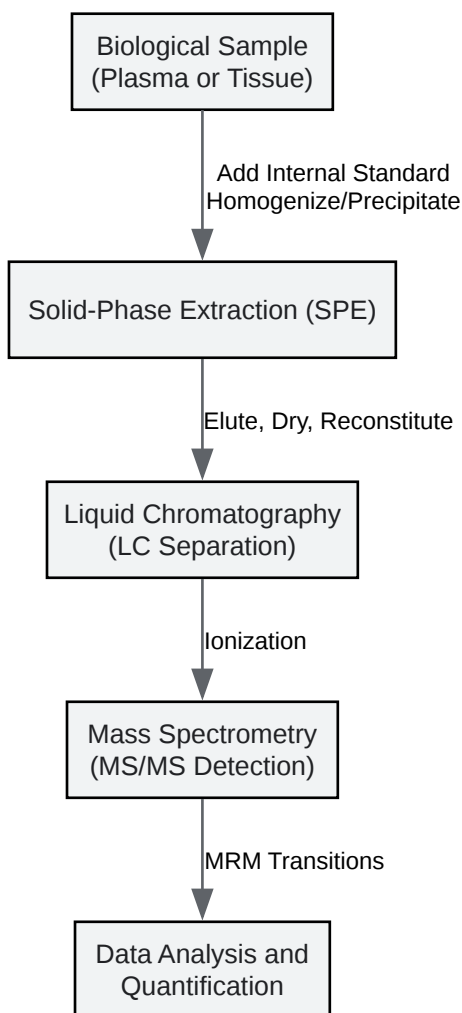 Biological Sample
(Plasma or Tissue)
Add Internal Standard
Homogenize/Precipitate
Solid-Phase Extraction (SPE)
Elute, Dry, Reconstitute
Liquid Chromatography
(LC Separation)
Ionization
Mass Spectrometry
(MS/MS Detection)
MRM Transitions
Data Analysis and
Quantification